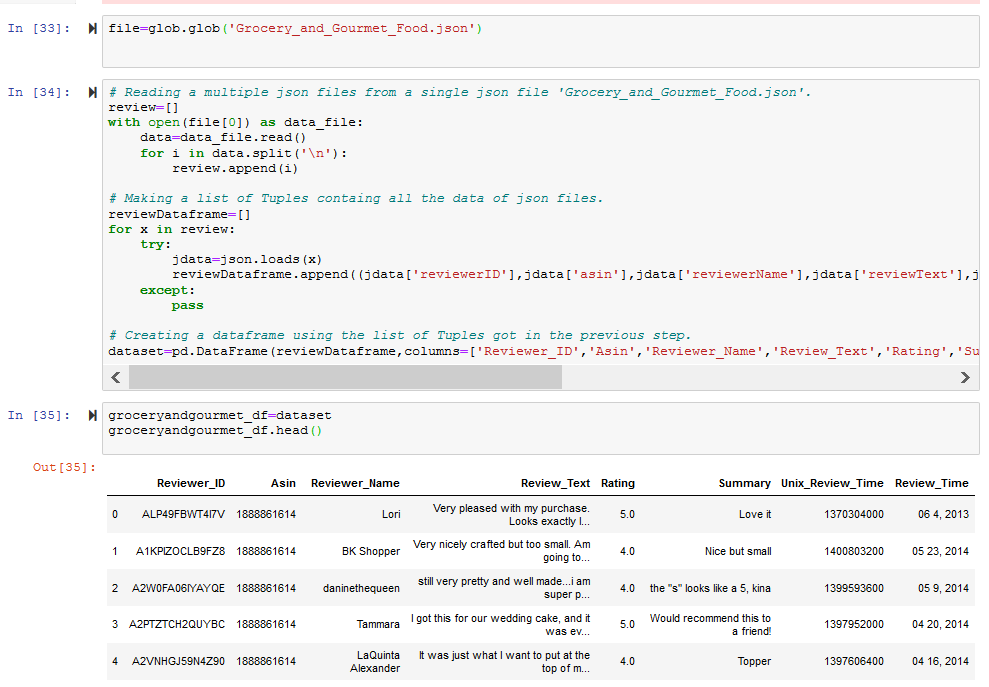 In [33]: file=glob.glob('Grocery_and_Gourmet_Food.json')
In [34]: # Reading a multiple json files from a single json file 'Grocery_and_Gourmet_Food.json'.
review=[]
with open(file[0]) as data_file:
    data=data_file.read()
    for i in data.split('\n'):
        review.append(i)

# Making a list of Tuples containg all the data of json files.
reviewDataframe=[]
for x in review:
    try:
        jdata=json.loads(x)
        reviewDataframe.append((jdata['reviewerID'],jdata['asin'],jdata['reviewerName'],jdata['reviewText'],j
    except:
        pass

# Creating a dataframe using the list of Tuples got in the previous step.
dataset=pd.DataFrame(reviewDataframe,columns=['Reviewer_ID','Asin','Reviewer_Name','Review_Text','Rating','Su
In [35]: groceryandgourmet_df=dataset
groceryandgourmet_df.head()
Out[35]:
Reviewer_ID Asin Reviewer_Name Review_Text Rating Summary Unix_Review_Time Review_Time
0 ALP49FBWT4I7V 1888861614 Lori Very pleased with my purchase. Looks exactly l... 5.0 Love it 1370304000 06 4, 2013
1 A1KPIZOCLB9FZ8 1888861614 BK Shopper Very nicely crafted but too small. Am going to... 4.0 Nice but small 1400803200 05 23, 2014
2 A2W0FA06IYAYQE 1888861614 daninethequeen still very pretty and well made...i am super p... 4.0 the "s" looks like a 5, kina 1399593600 05 9, 2014
3 A2PTZTCH2QUYBC 1888861614 Tammara I got this for our wedding cake, and it was ev... 5.0 Would recommend this to a friend! 1397952000 04 20, 2014
4 A2VNHGJ59N4Z90 1888861614 LaQuinta Alexander It was just what I want to put at the top of m... 4.0 Topper 1397606400 04 16, 2014